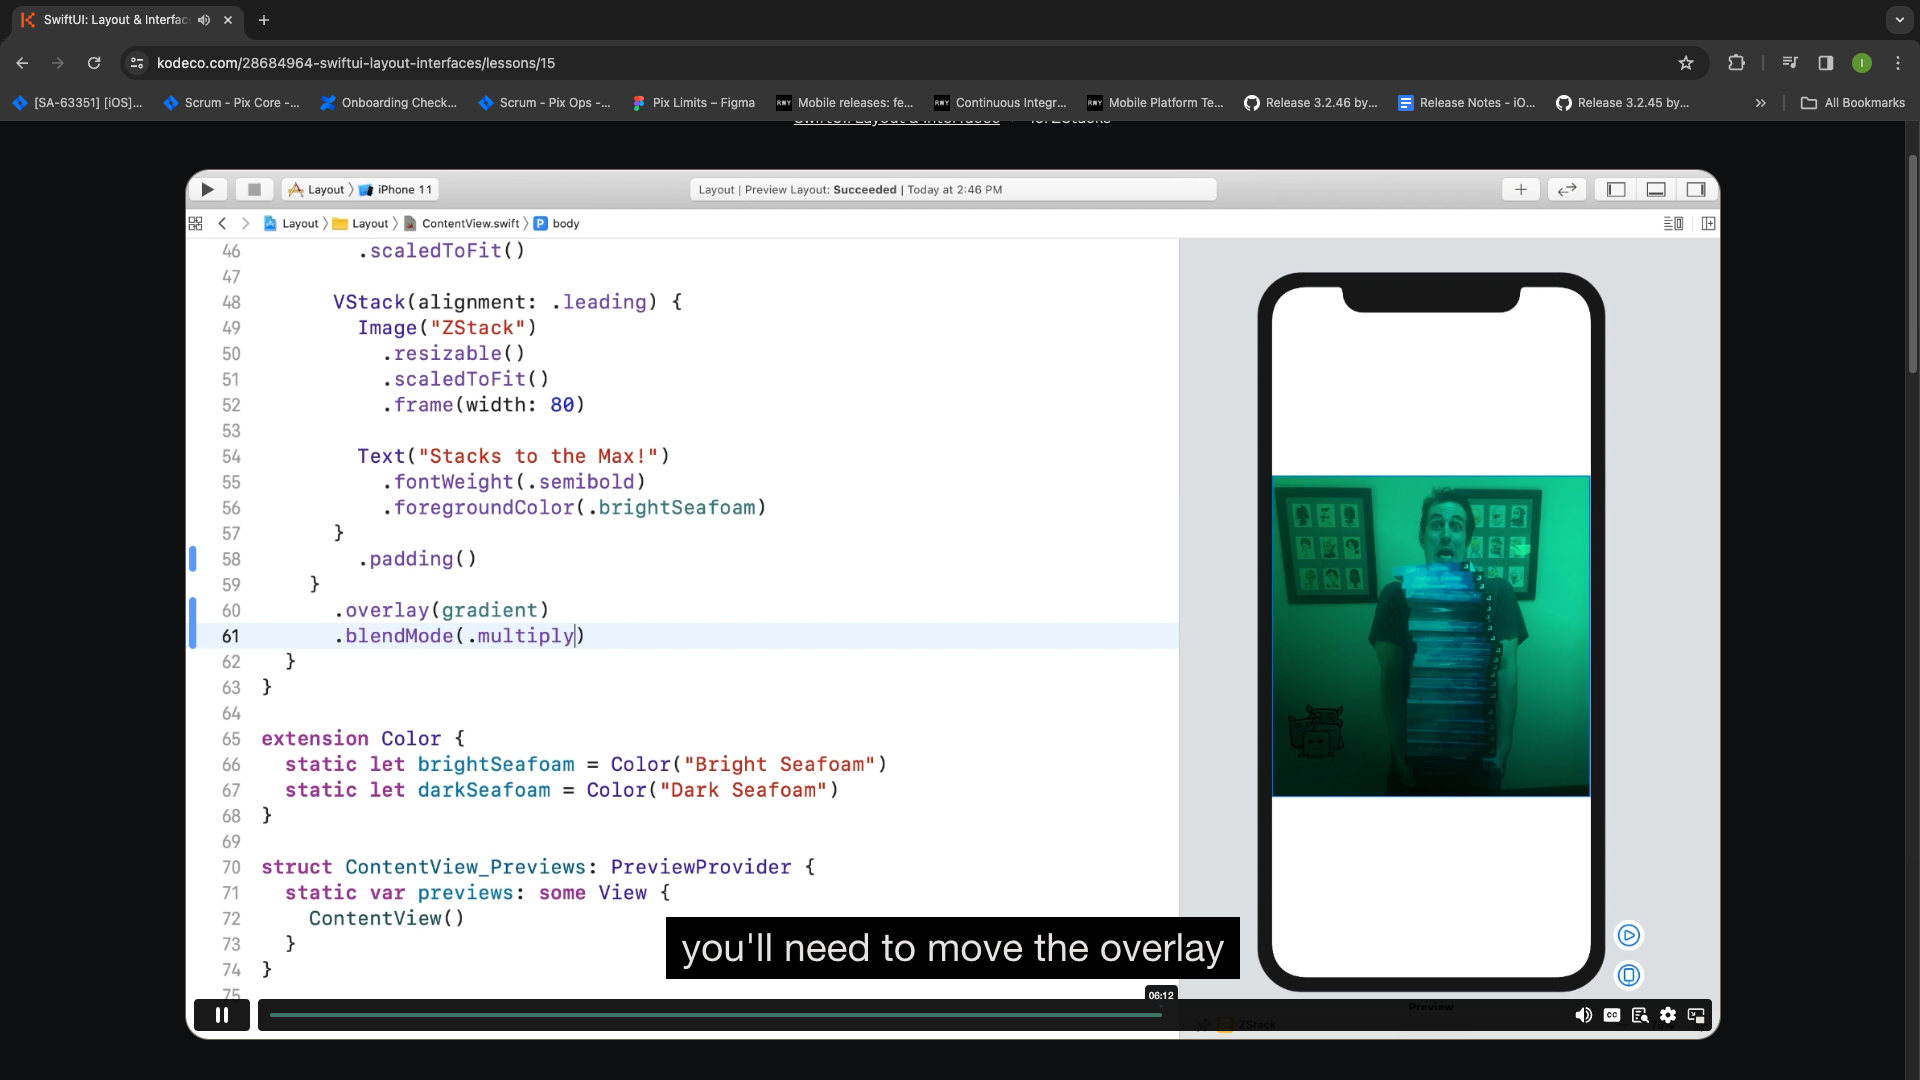 SwiftUI: Layout & Interfac
kodeco.com/28684964-swiftui-layout-interfaces/lessons/15
[SA-63351] [iOS]...
Scrum - Pix Core -...
Onboarding Check...
Scrum - Pix Ops -...
Pix Limits – Figma
Mobile releases: fe...
Continuous Integr...
Mobile Platform Te...
Release 3.2.46 by...
Release Notes - iO...
Release 3.2.45 by...
All Bookmarks
SwiftUI: Layout & Interfaces
Layout
iPhone 11
Layout | Preview Layout: Succeeded | Today at 2:46 PM
Layout
Layout
ContentView.swift
P body
46 .scaledToFit()
47
48 VStack(alignment: .leading) {
49 Image("ZStack")
50 .resizable()
51 .scaledToFit()
52 .frame(width: 80)
53
54 Text("Stacks to the Max!")
55 .fontWeight(.semibold)
56 .foregroundColor(.brightSeafoam)
57 }
58 .padding()
59 }
60 .overlay(gradient)
61 .blendMode(.multiply)
62 }
63 }
64
65 extension Color {
66 static let brightSeafoam = Color("Bright Seafoam")
67 static let darkSeafoam = Color("Dark Seafoam")
68 }
69
70 struct ContentView_Previews: PreviewProvider {
71 static var previews: some View {
72 ContentView()
73 }
74 }
75
you'll need to move the overlay
06:12
Preview
CC
ZStack